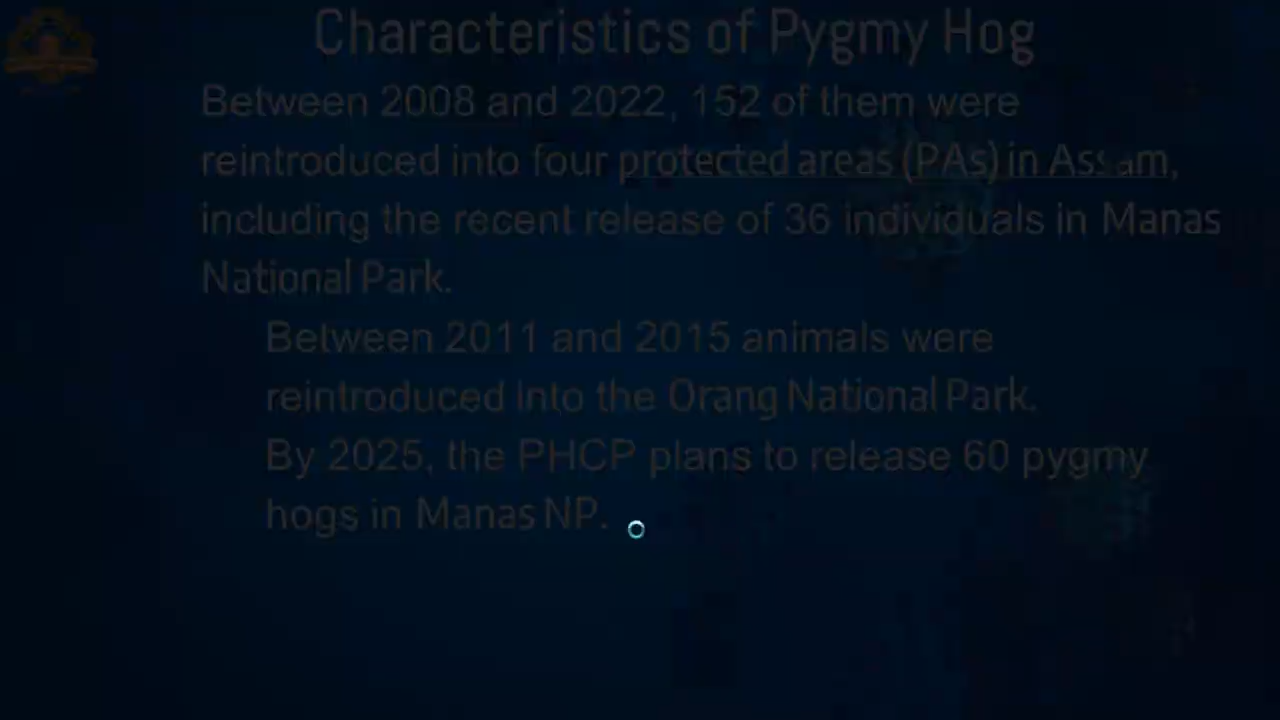 Characteristics of Pygmy Hog
Between 2008 and 2022, 152 of them were
reintroduced into four protected areas (PAs) in Assam,
including the recent release of 36 individuals in Manas
National Park.
Between 2011 and 2015 animals were
reintroduced Into the Orang National Park.
By 2025, the PHCP plans to release 60 pygmy
hogs in Manas NP.